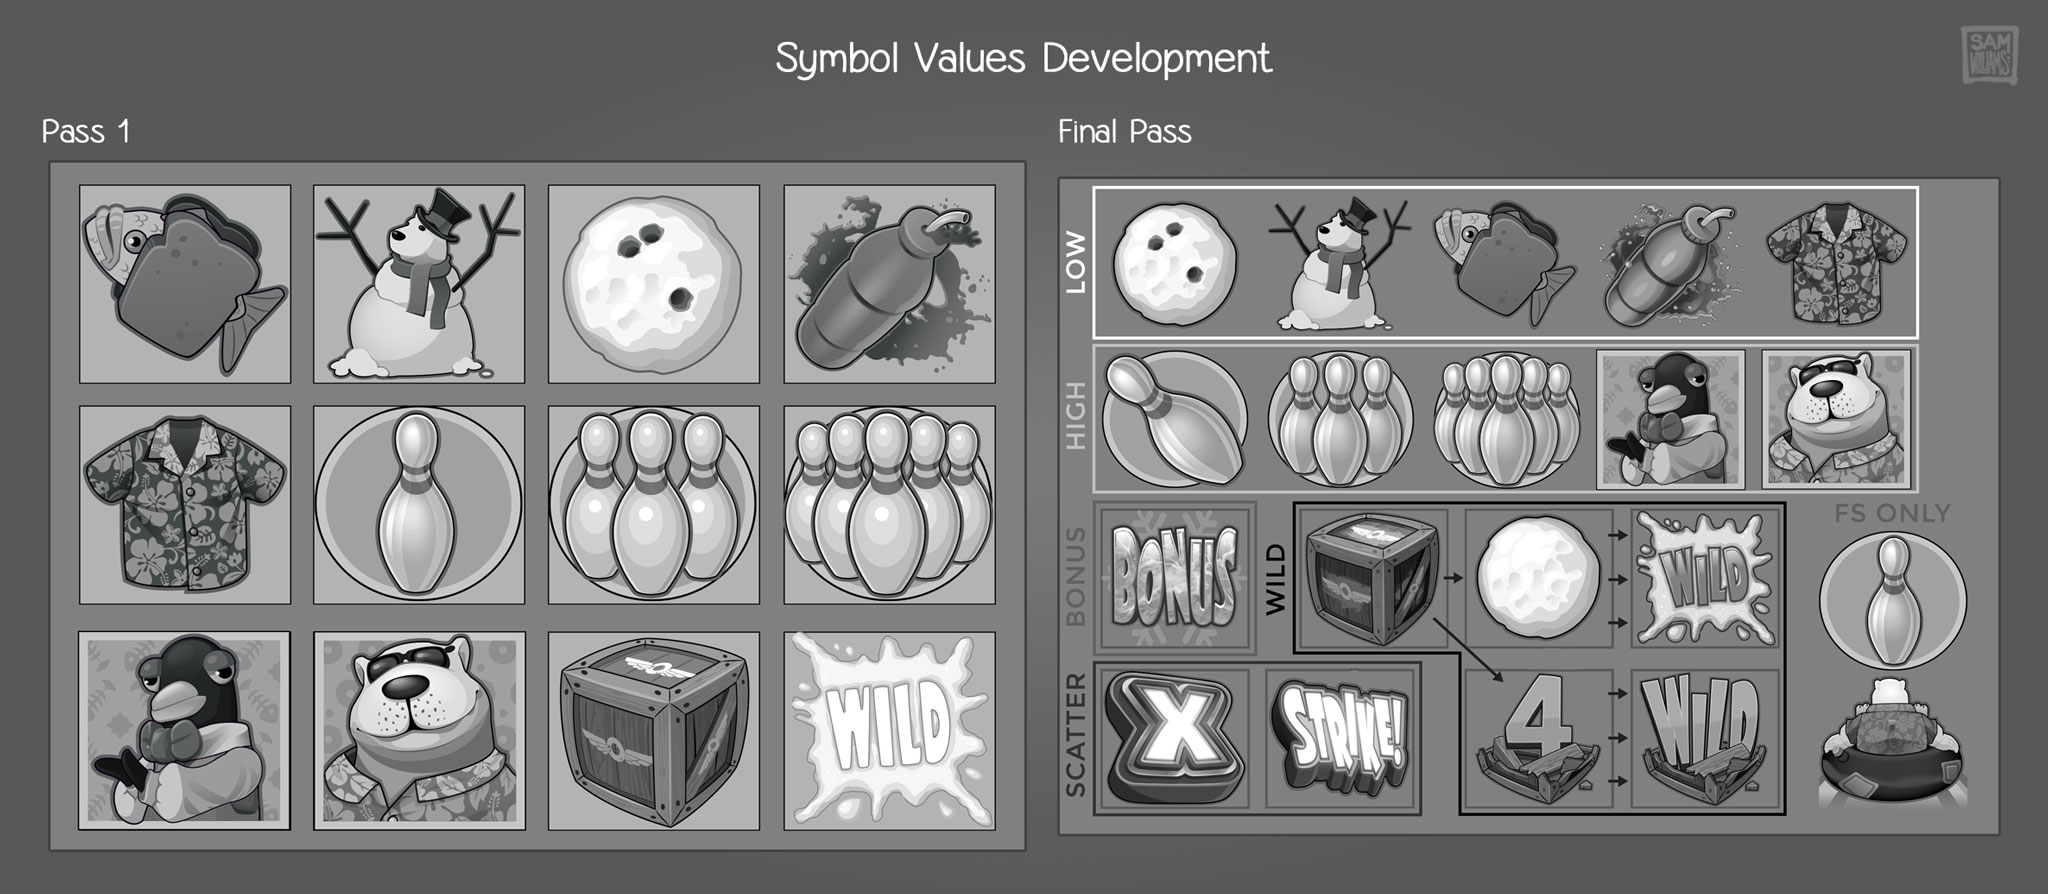 Symbol Values Development
SAM
WILLIAMS
Pass 1
Final Pass
LOW
HIGH
BONUS
BONUS
WILD
WILD
FS ONLY
WILD
SCATTER
X
STRIKE!
4
WILD